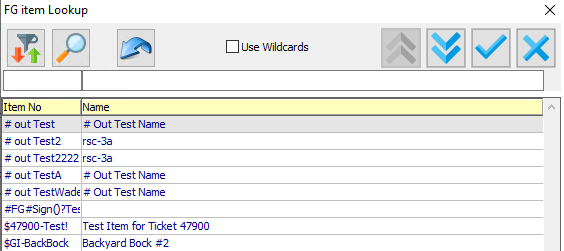 FG item Lookup
Use Wildcards
Item No Name
# out Test # Out Test Name
# out Test2 rsc-3a
# out Test2222 rsc-3a
# out TestA # Out Test Name
# out TestWade # Out Test Name
#FG#Sign()?Tes
$47900-Test! Test Item for Ticket 47900
$GI-BackBock Backyard Bock #2